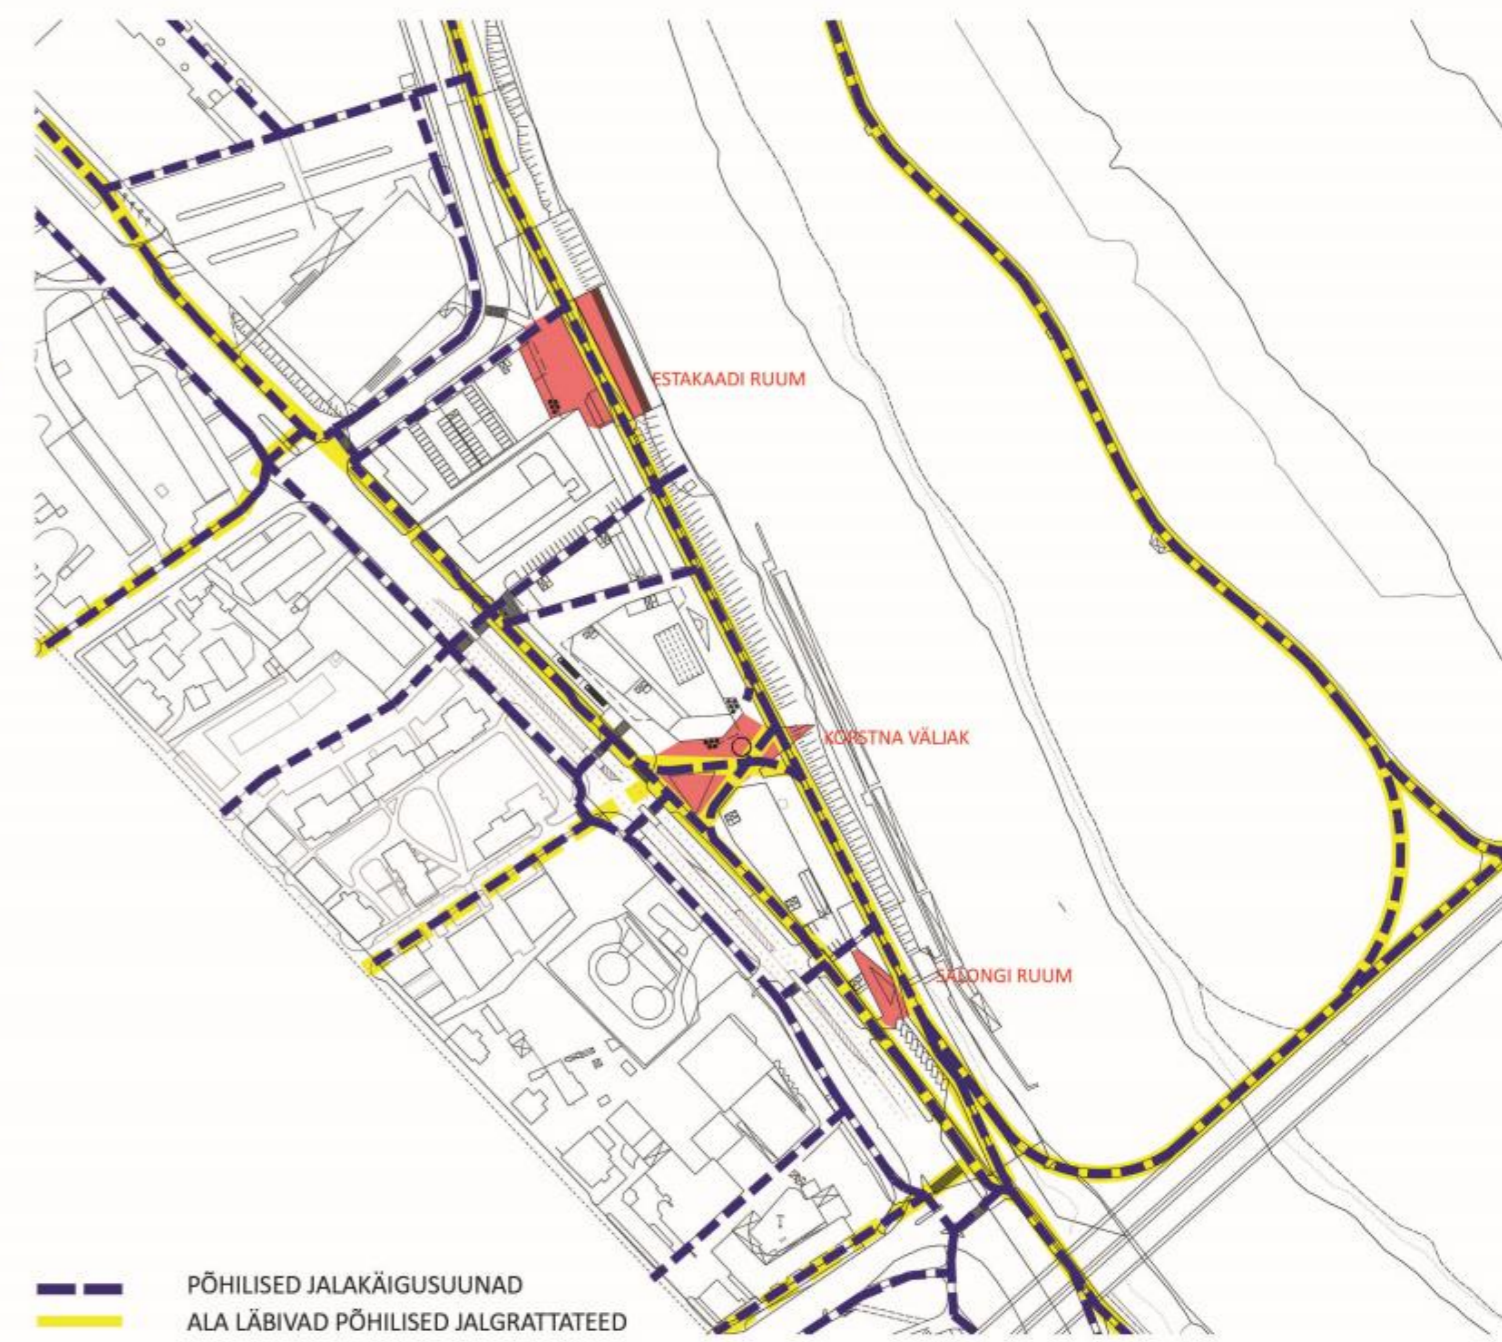 ESTAKAADI RUUM
KORSTNA VÄLJAK
SALONGI RUUM
PÕHILISED JALAKÄIGUSUUNAD
ALA LÄBIVAD PÕHILISED JALGRATTATEED